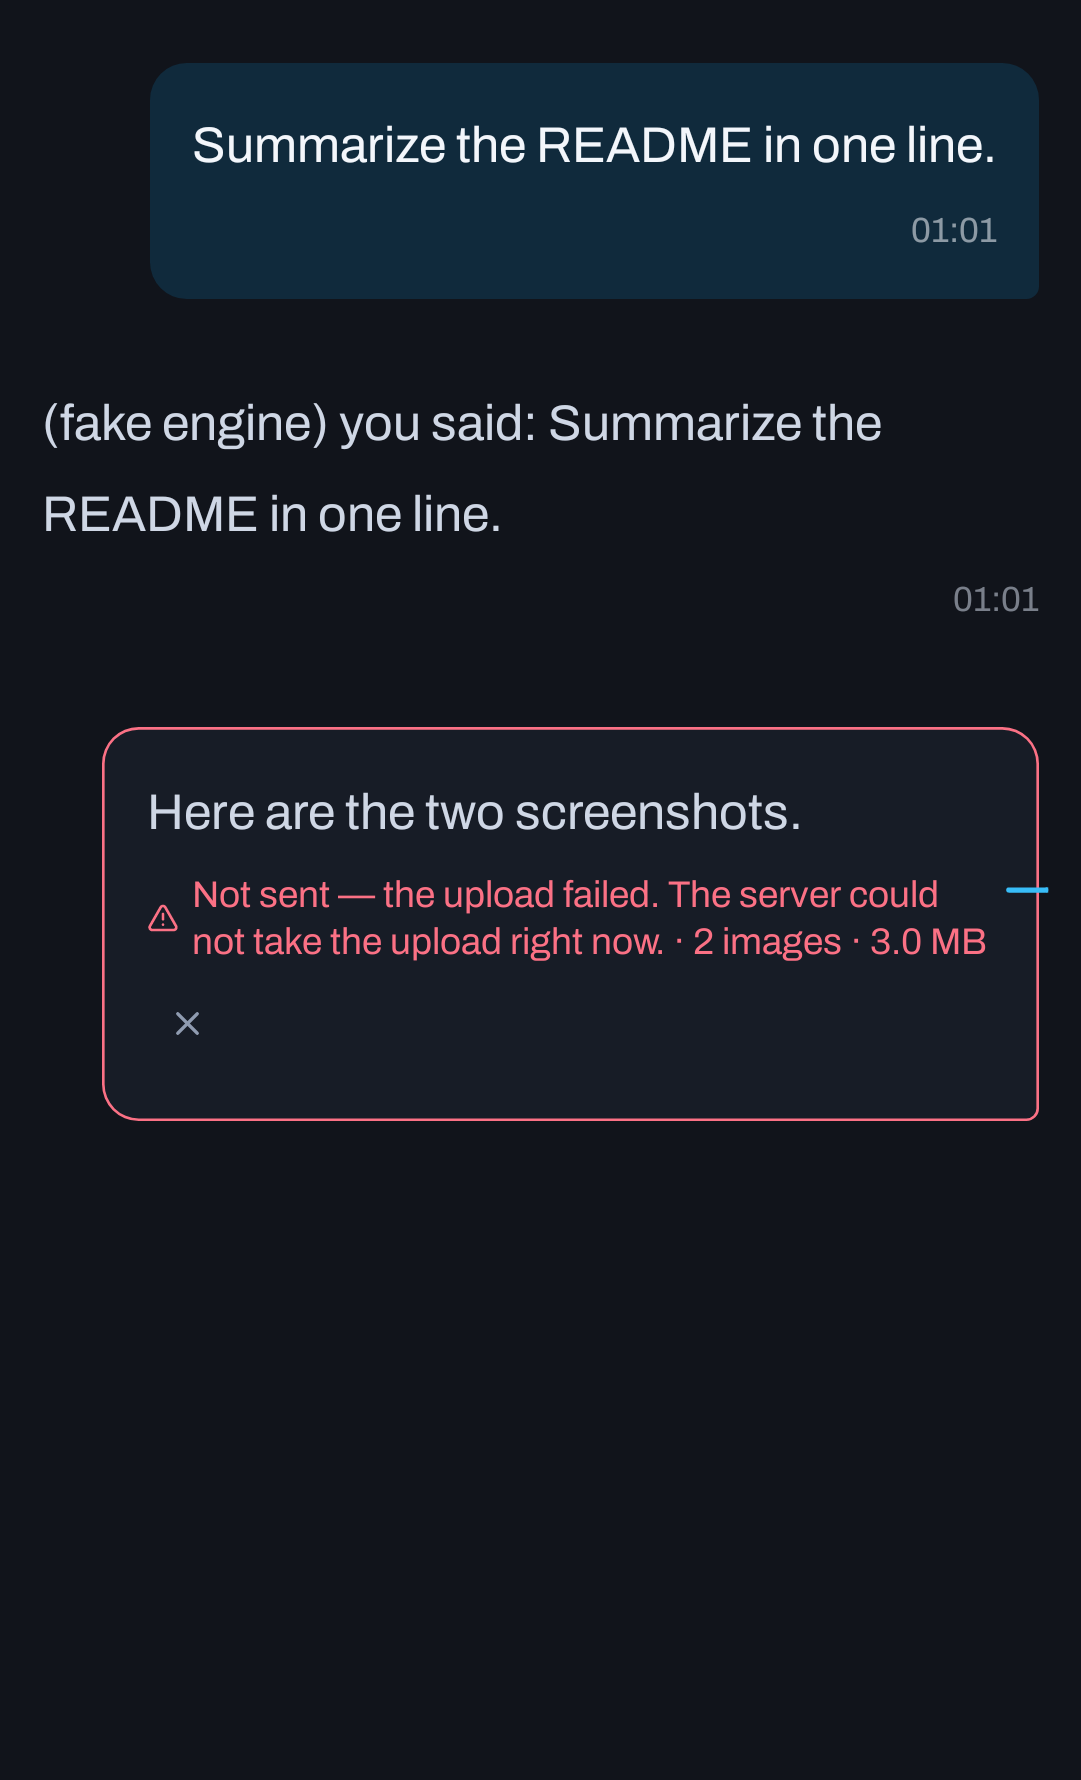 Summarize the README in one line.
01:01
(fake engine) you said: Summarize the
README in one line.
01:01
Here are the two screenshots.
Not sent — the upload failed. The server could
not take the upload right now. · 2 images · 3.0 MB